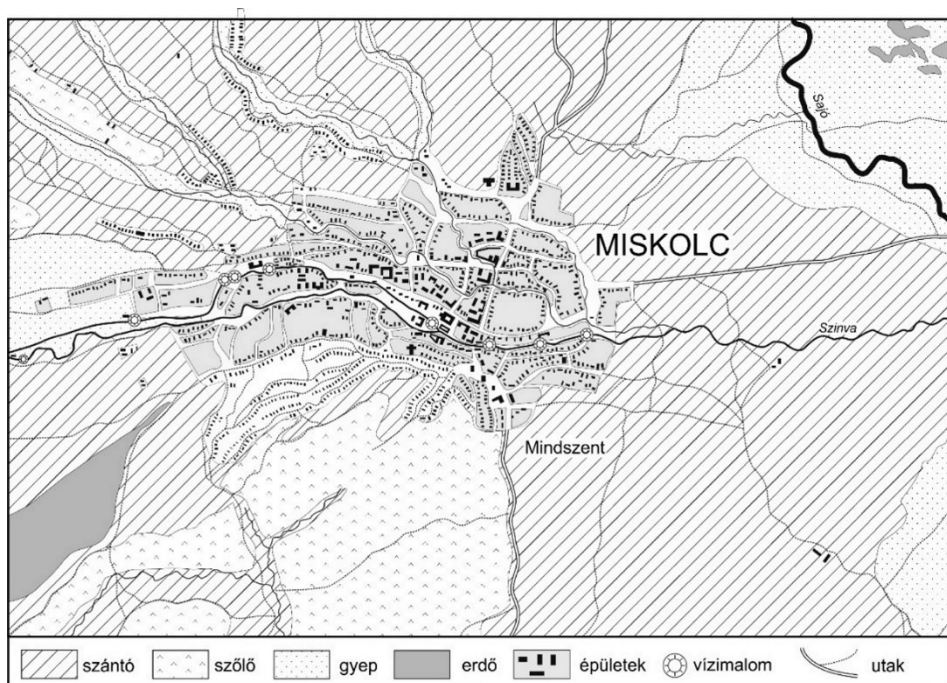 Sajó
MISKOLC
Szinva
Mindszent
szántó
szőlő
gyep
erdő
épületek
vízimalom
utak